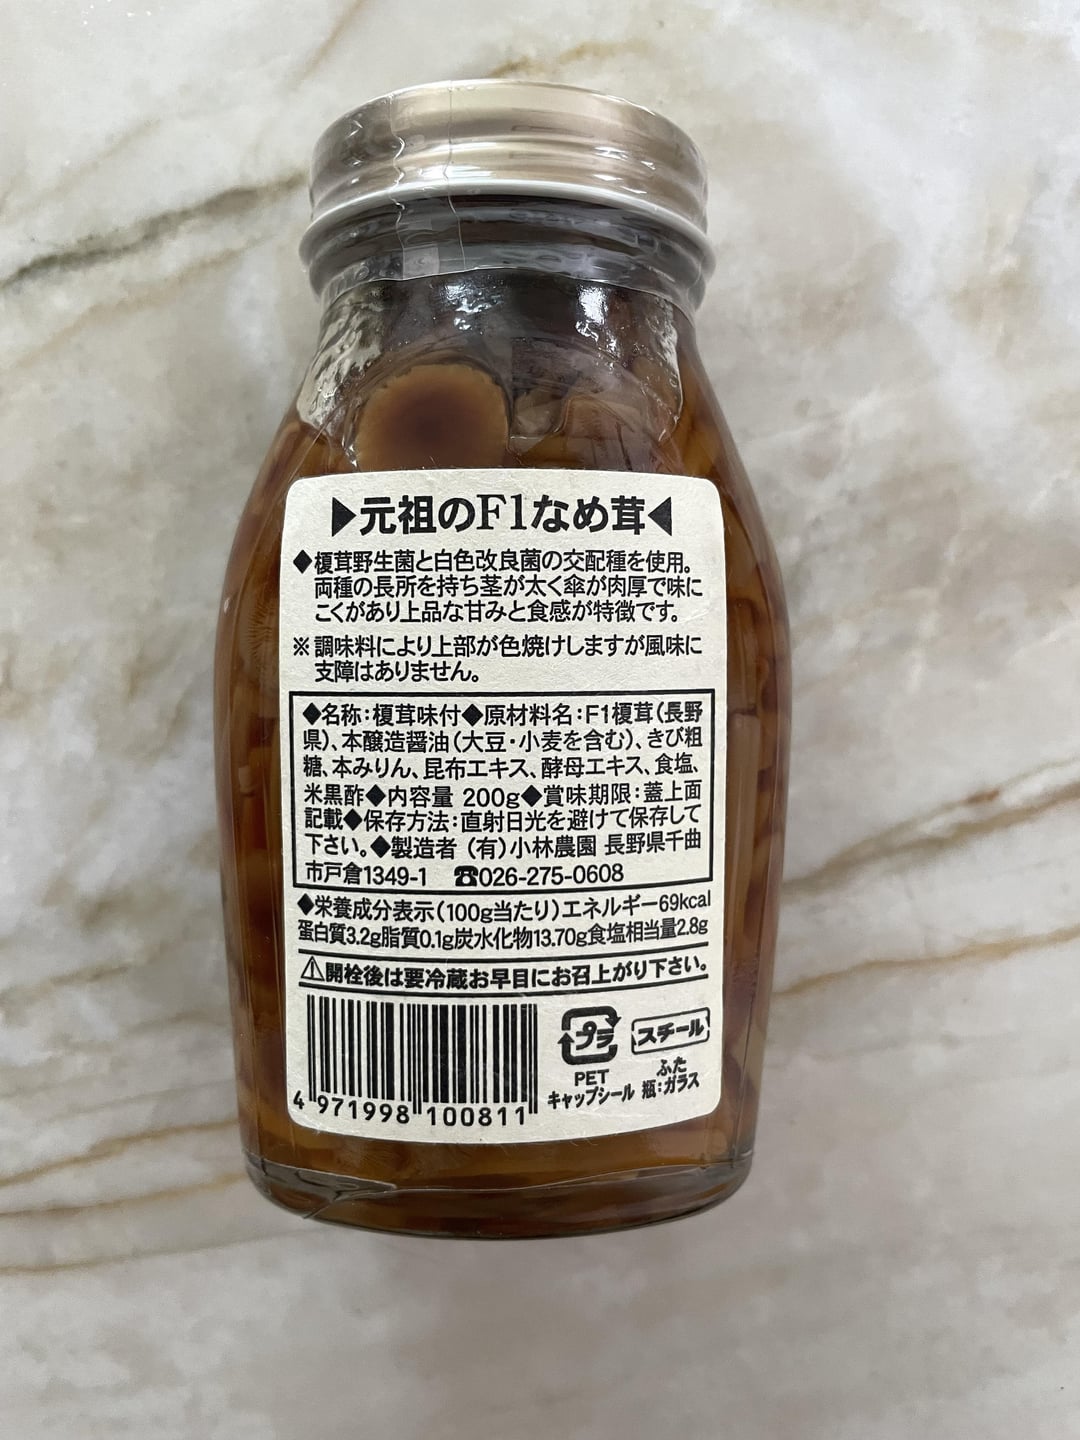 ▶元祖のF1なめ茸◀
◆榎茸野生菌と白色改良菌の交配種を使用。
両種の長所を持ち茎が太く傘が肉厚で味に
こくがあり上品な甘みと食感が特徴です。
※調味料により上部が色焼けしますが風味に
支障はありません。
◆名称：榎茸味付◆原材料名：F1榎茸（長野
県）、本醸造醤油（大豆・小麦を含む）、きび粗
糖、本みりん、昆布エキス、酵母エキス、食塩、
米黒酢◆内容量 200g◆賞味期限：蓋上面
記載◆保存方法：直射日光を避けて保存して
下さい。◆製造者（有）小林農園 長野県千曲
市戸倉1349-1 ☎026-275-0608
◆栄養成分表示（100g当たり）エネルギー69kcal
蛋白質3.2g脂質0.1g炭水化物13.70g食塩相当量2.8g
⚠開栓後は要冷蔵お早目にお召上がり下さい。
4 971998 100811
プラ
PET
キャップシール
スチール
ふた
瓶：ガラス